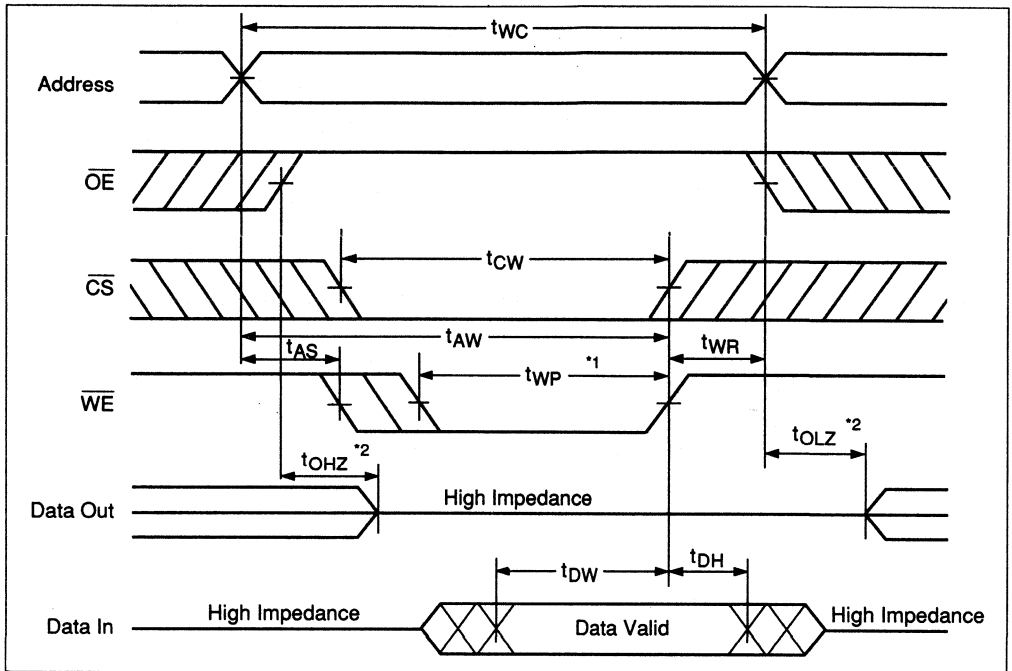 tWC
Address
OE
CS
tCW
tAW
tAS
tWR
WE
tWP *1
tOHZ *2
tOLZ *2
Data Out
High Impedance
tDW
tDH
Data In
High Impedance
Data Valid
High Impedance